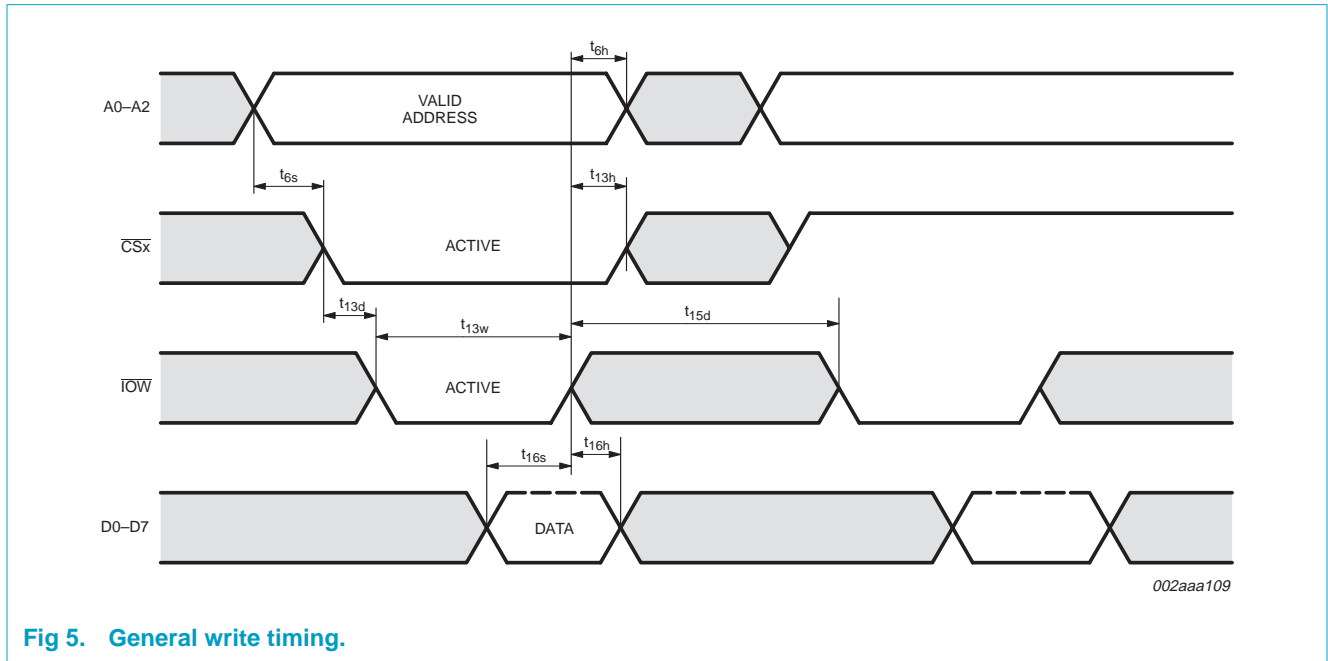 t6h
A0–A2
VALID
ADDRESS
t6s
t13h
CSx
ACTIVE
t13d
t13w
t15d
IOW
ACTIVE
t16s
t16h
D0–D7
DATA
002aaa109
Fig 5. General write timing.